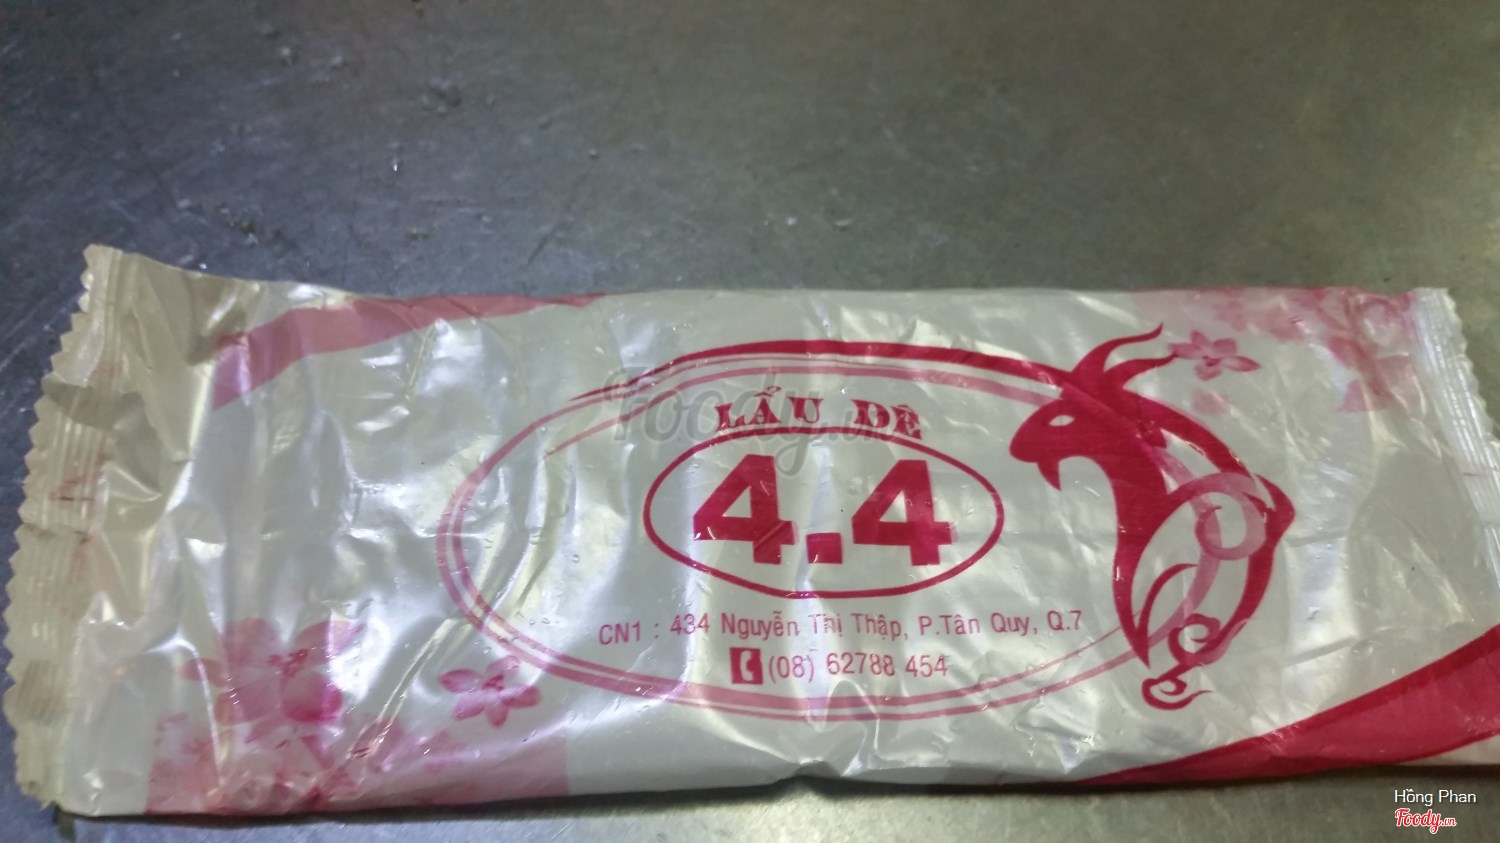 LẨU DÊ
4.4
CN1 : 434 Nguyễn Thị Thập, P.Tân Quy, Q.7
(08) 62788 454
Foody.vn
Hồng Phan
Foody.vn